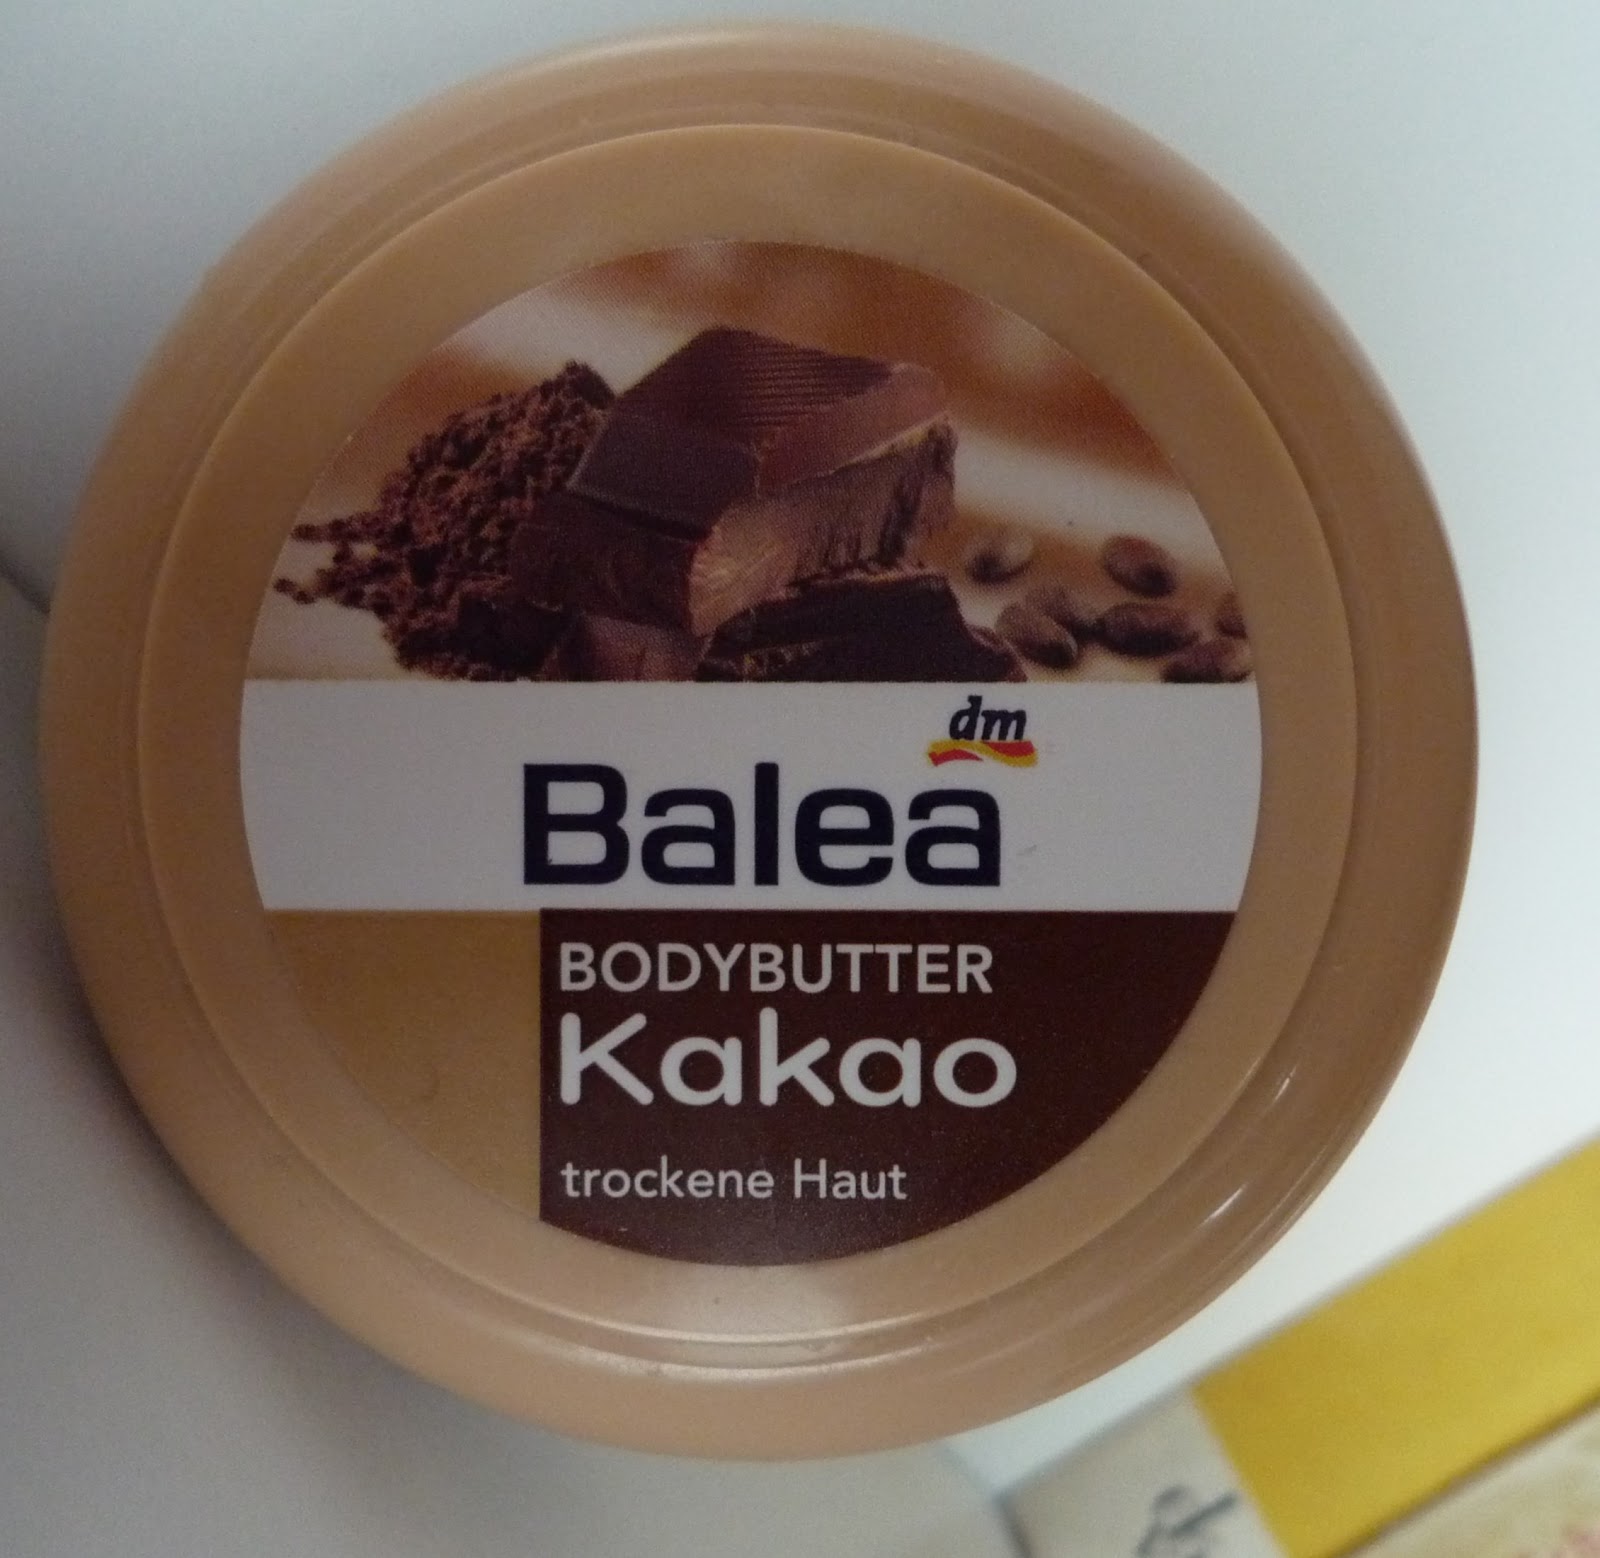 dm
Balea
BODYBUTTER
Kakao
trockene Haut